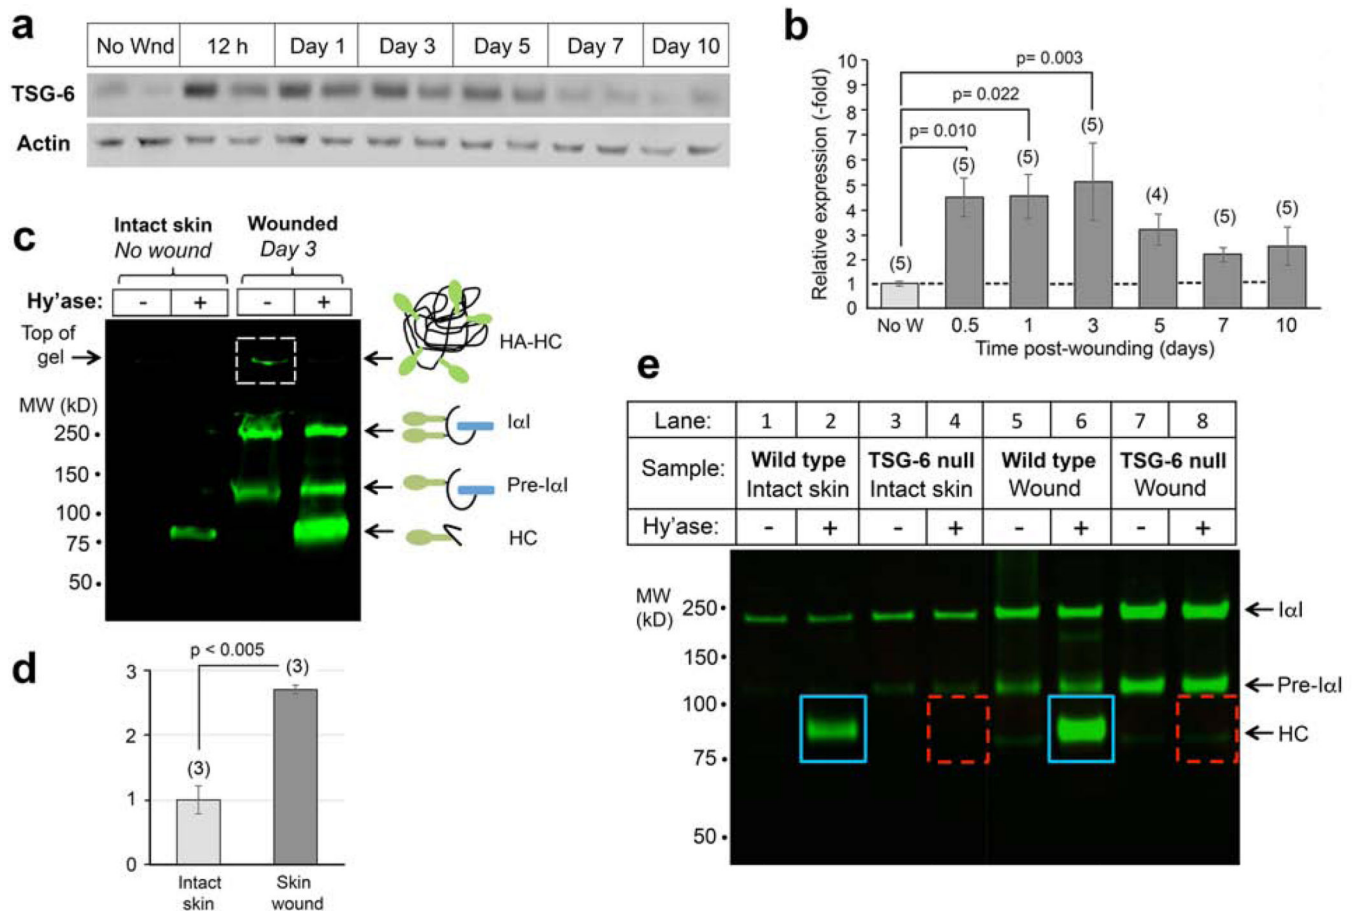 a
No Wnd 12 h Day 1 Day 3 Day 5 Day 7 Day 10
TSG-6
Actin
b
Relative expression (-fold)
10
9
8
7
6
5
4
3
2
1
0
p= 0.003
p= 0.022
p= 0.010
(5) (5) (5) (5) (4) (5) (5)
No W 0.5 1 3 5 7 10
Time post-wounding (days)
c
Intact skin Wounded
No wound Day 3
Hy'ase: - + - +
Top of
gel
MW (kD)
250
150
100
75
50
HA-HC
IαI
Pre-IαI
HC
d
p < 0.005
3
2
1
0
(3) (3)
Intact
skin
Skin
wound
e
Lane: 1 2 3 4 5 6 7 8
Sample: Wild type TSG-6 null Wild type TSG-6 null
Intact skin Intact skin Wound Wound
Hy'ase: - + - + - + - +
MW
(kD)
250
150
100
75
50
IαI
Pre-IαI
HC